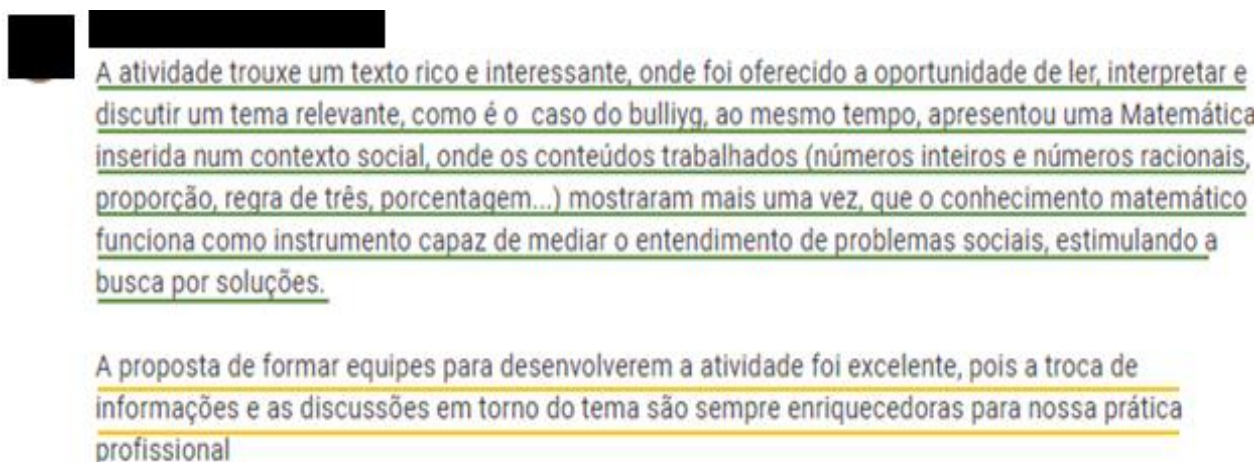 A atividade trouxe um texto rico e interessante, onde foi oferecido a oportunidade de ler, interpretar e
discutir um tema relevante, como é o caso do bulliyg, ao mesmo tempo, apresentou uma Matemática
inserida num contexto social, onde os conteúdos trabalhados (números inteiros e números racionais,
proporção, regra de três, porcentagem...) mostraram mais uma vez, que o conhecimento matemático
funciona como instrumento capaz de mediar o entendimento de problemas sociais, estimulando a
busca por soluções.
A proposta de formar equipes para desenvolverem a atividade foi excelente, pois a troca de
informações e as discussões em torno do tema são sempre enriquecedoras para nossa prática
profissional